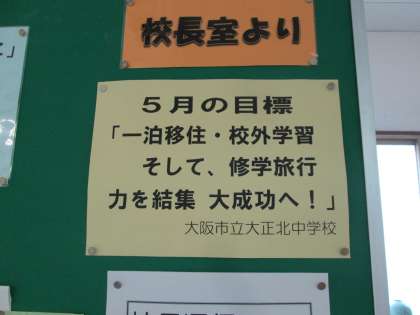 校長室より
５月の目標
「一泊移住・校外学習
そして、修学旅行
力を結集 大成功へ！」
大阪市立大正北中学校